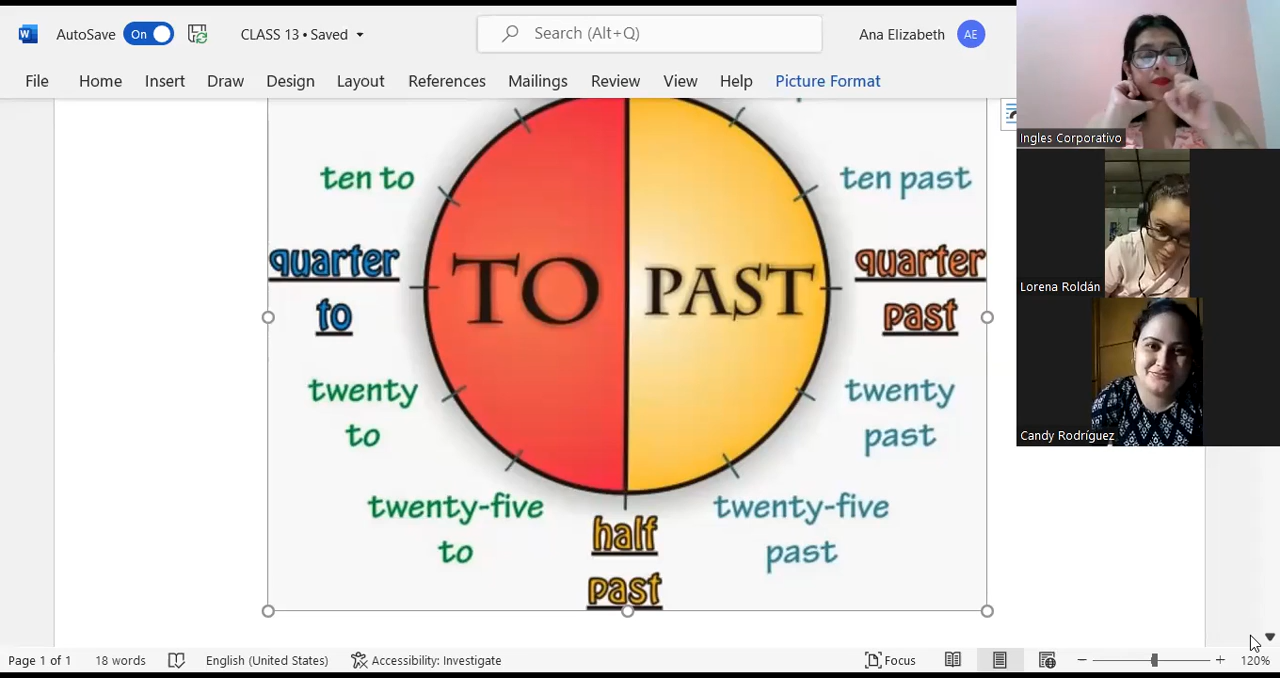 AutoSave On CLASS 13 • Saved Search (Alt+Q) Ana Elizabeth AE
File Home Insert Draw Design Layout References Mailings Review View Help Picture Format
ten to
ten past
quarter
to
TO PAST
quarter
past
twenty
to
twenty
past
twenty-five
to
half
past
twenty-five
past
Ingles Corporativo
Lorena Roldán
Candy Rodríguez
Page 1 of 1 18 words English (United States) Accessibility: Investigate Focus 120%